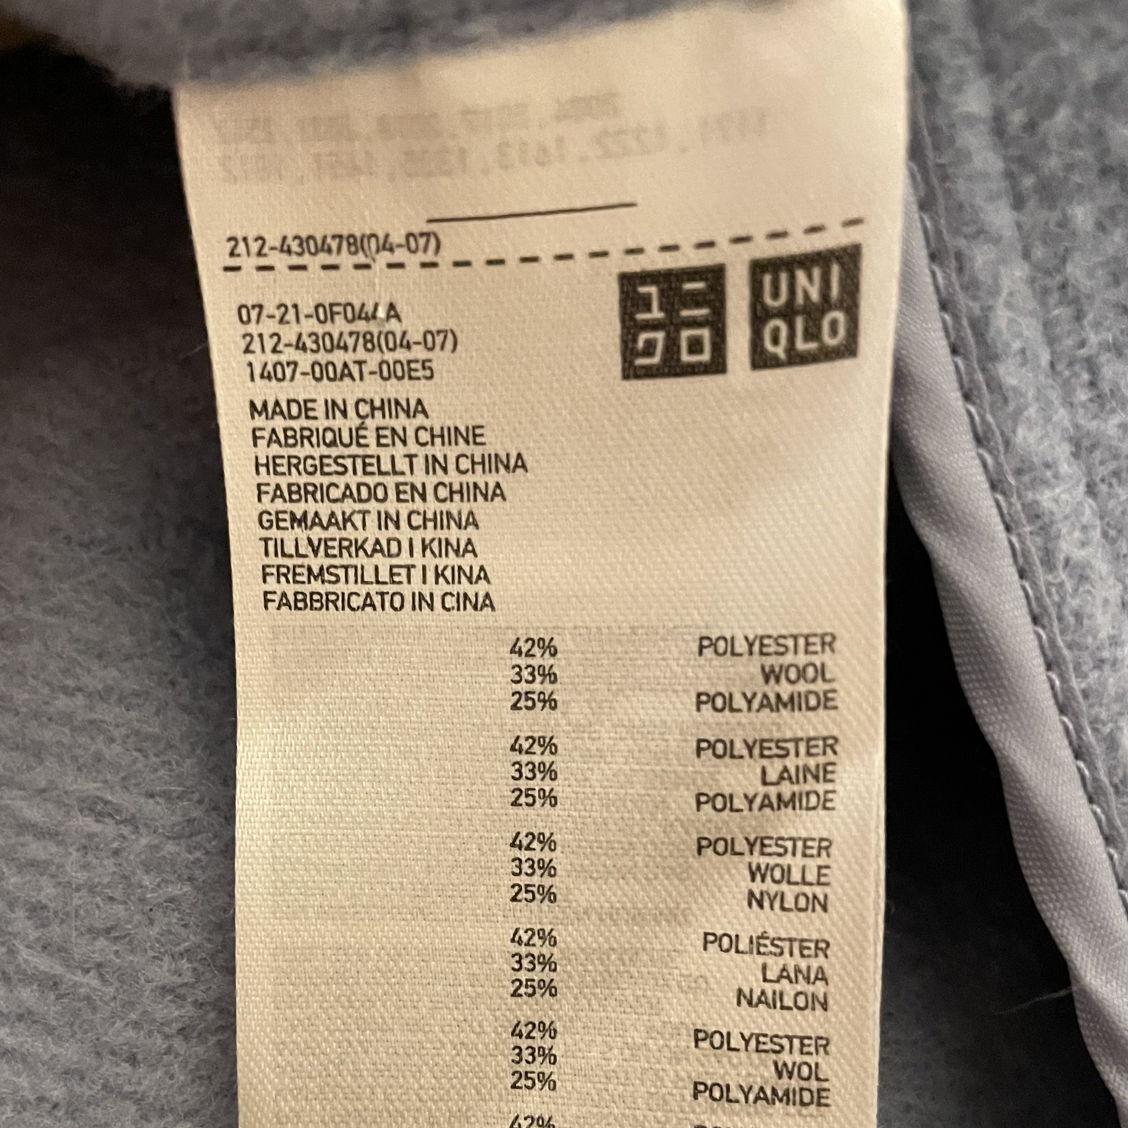 212-430478(04-07)
ユニ
クロ
UNI
QLO
07-21-0F044A
212-430478(04-07)
1407-00AT-00E5
MADE IN CHINA
FABRIQUÉ EN CHINE
HERGESTELLT IN CHINA
FABRICADO EN CHINA
GEMAAKT IN CHINA
TILLVERKAD I KINA
FREMSTILLET I KINA
FABBRICATO IN CINA
42% POLYESTER
33% WOOL
25% POLYAMIDE
42% POLYESTER
33% LAINE
25% POLYAMIDE
42% POLYESTER
33% WOLLE
25% NYLON
42% POLIÉSTER
33% LANA
25% NAILON
42% POLYESTER
33% WOL
25% POLYAMIDE
42%